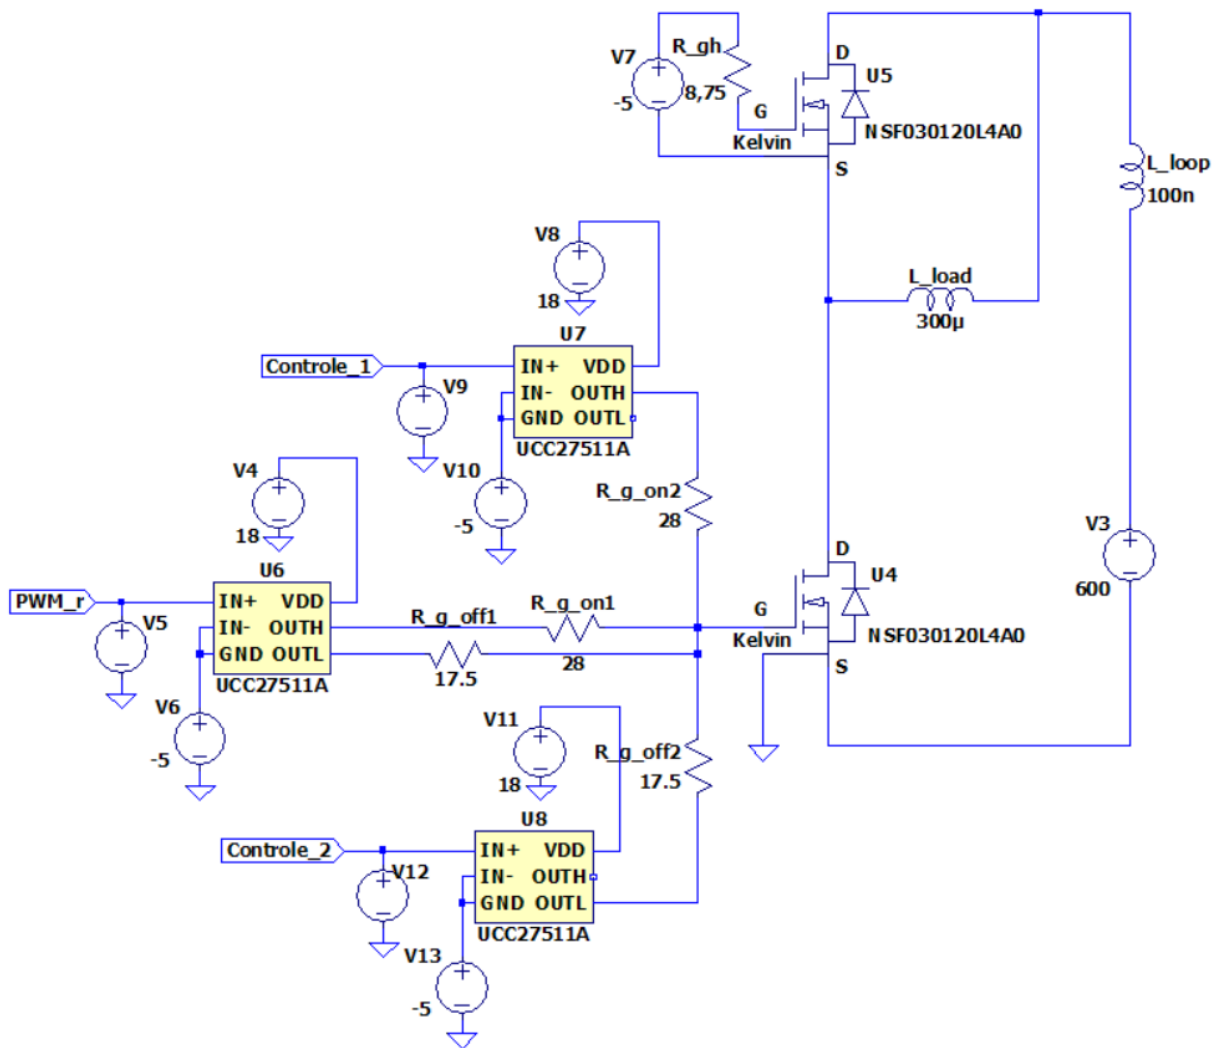 V7
R_gh
D
U5
-5
8,75
G
NSF030120L4A0
Kelvin
S
L_loop
100n
V8
18
L_load
300µ
U7
Controle_1
IN+ VDD
V9
IN- OUTH
GND OUTL
UCC27511A
V4
V10
R_g_on2
28
-5
18
V3
600
D
U6
U4
PWM_r
IN+ VDD
R_g_off1
R_g_on1
G
V5
IN- OUTH
Kelvin
NSF030120L4A0
GND OUTL
17.5
28
S
UCC27511A
V6
-5
V11
R_g_off2
18
17.5
U8
Controle_2
IN+ VDD
V12
IN- OUTH
GND OUTL
UCC27511A
V13
-5